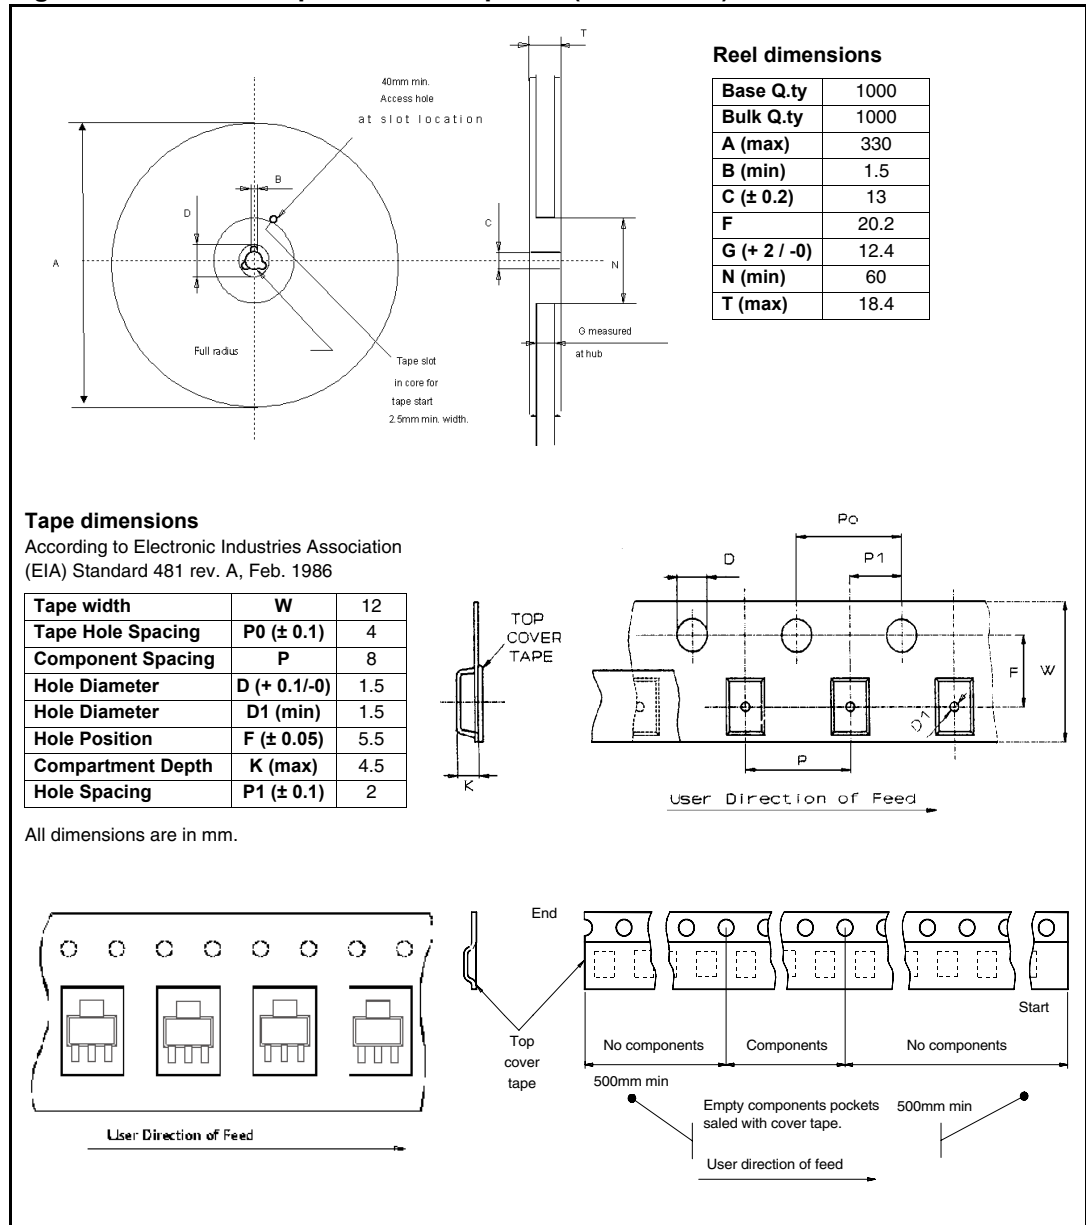 T
40mm min.
Access hole
at slot location
B
D
C
A
N
Full radius
Tape slot
in core for
tape start
2.5mm min. width.
G measured
at hub
Reel dimensions
Base Q.ty 1000
Bulk Q.ty 1000
A (max) 330
B (min) 1.5
C (± 0.2) 13
F 20.2
G (+ 2 / -0) 12.4
N (min) 60
T (max) 18.4
Tape dimensions
According to Electronic Industries Association
(EIA) Standard 481 rev. A, Feb. 1986
Tape width W 12
Tape Hole Spacing P0 (± 0.1) 4
Component Spacing P 8
Hole Diameter D (+ 0.1/-0) 1.5
Hole Diameter D1 (min) 1.5
Hole Position F (± 0.05) 5.5
Compartment Depth K (max) 4.5
Hole Spacing P1 (± 0.1) 2
All dimensions are in mm.
TOP
COVER
TAPE
K
Po
D
P1
F
W
D1
P
User Direction of Feed
User Direction of Feed
End
Start
Top
cover
tape
No components
Components
No components
500mm min
Empty components pockets
saled with cover tape.
500mm min
User direction of feed